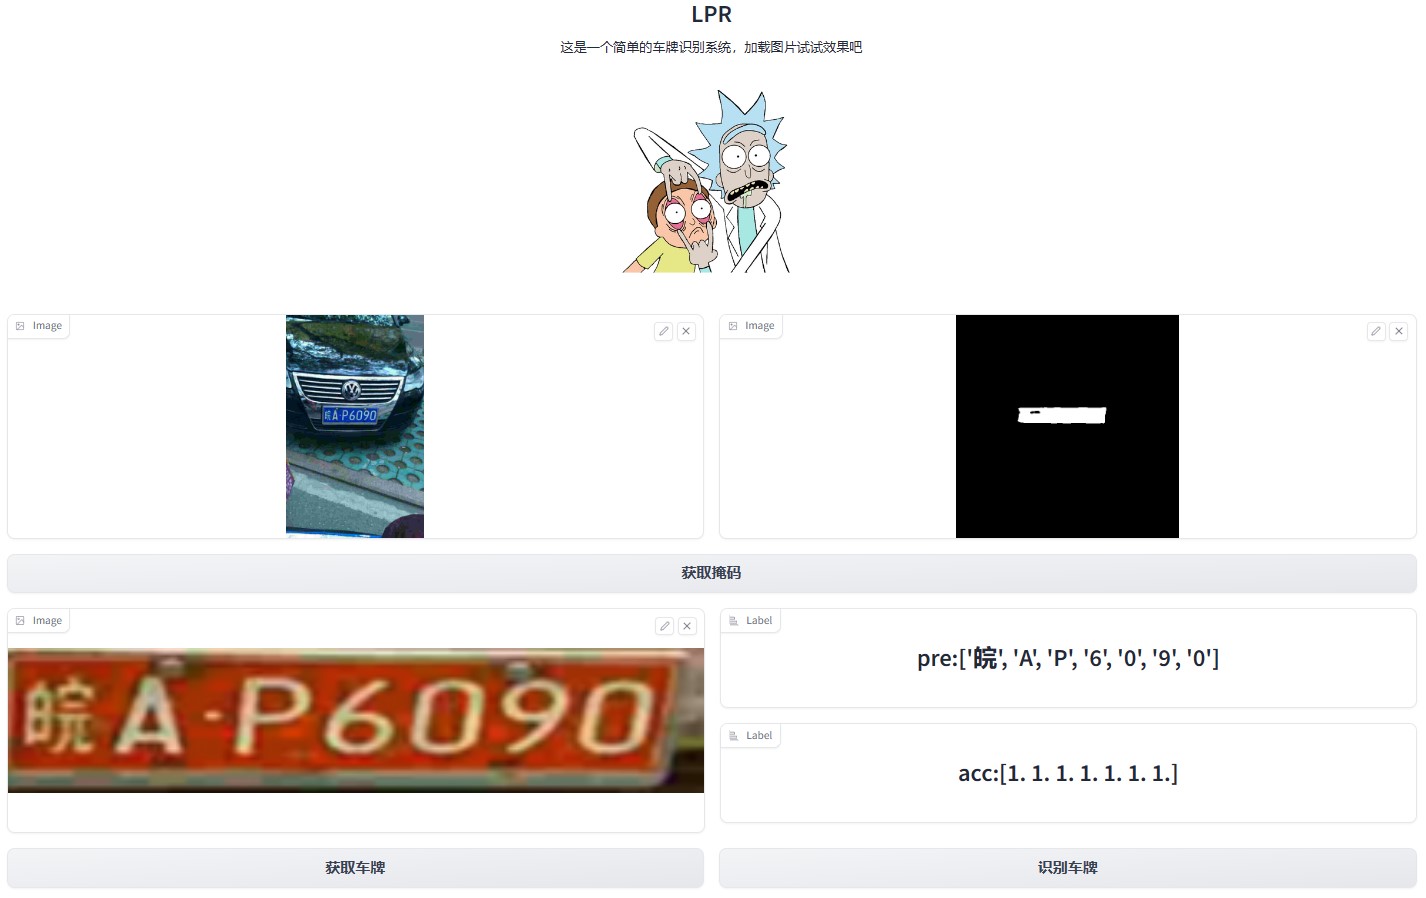 LPR
这是一个简单的车牌识别系统，加载图片试试效果吧
Image
皖A·P6090
Image
获取掩码
Image
皖A·P6090
Label
pre:['皖', 'A', 'P', '6', '0', '9', '0']
Label
acc:[1. 1. 1. 1. 1. 1. 1.]
获取车牌
识别车牌